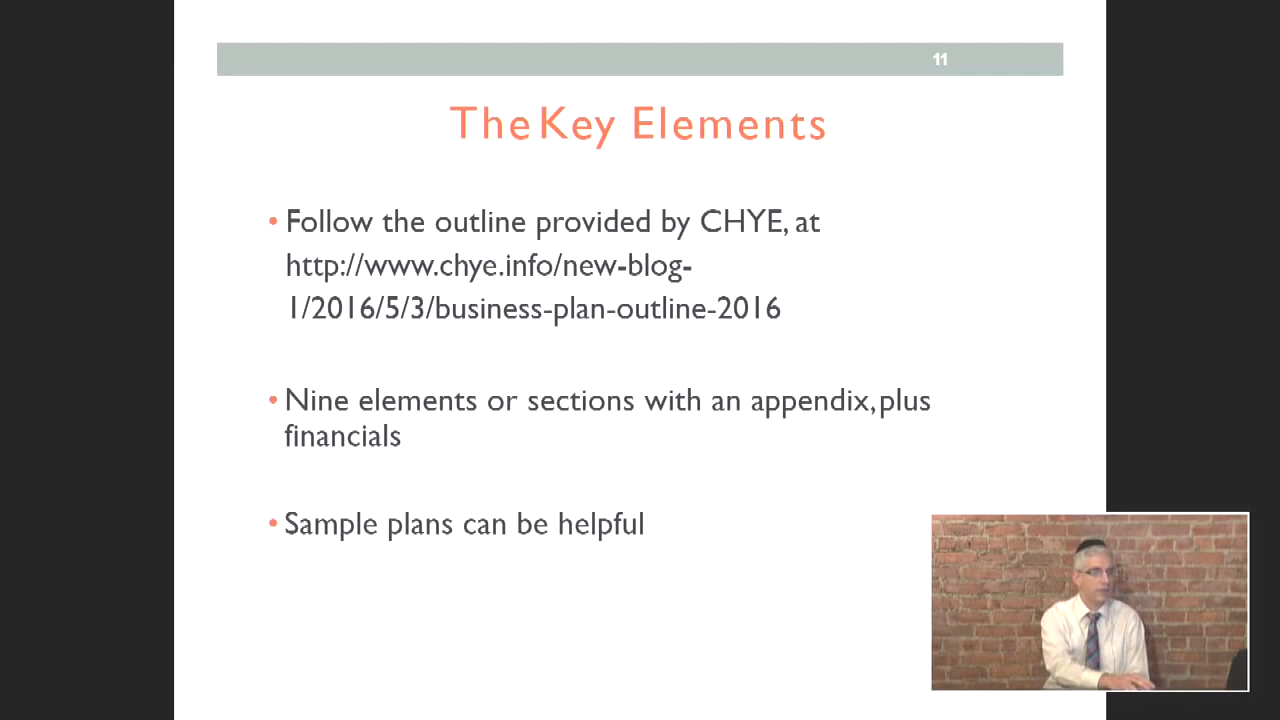 11
The Key Elements
• Follow the outline provided by CHYE, at
http://www.chye.info/new-blog-
1/2016/5/3/business-plan-outline-2016
• Nine elements or sections with an appendix, plus
financials
• Sample plans can be helpful